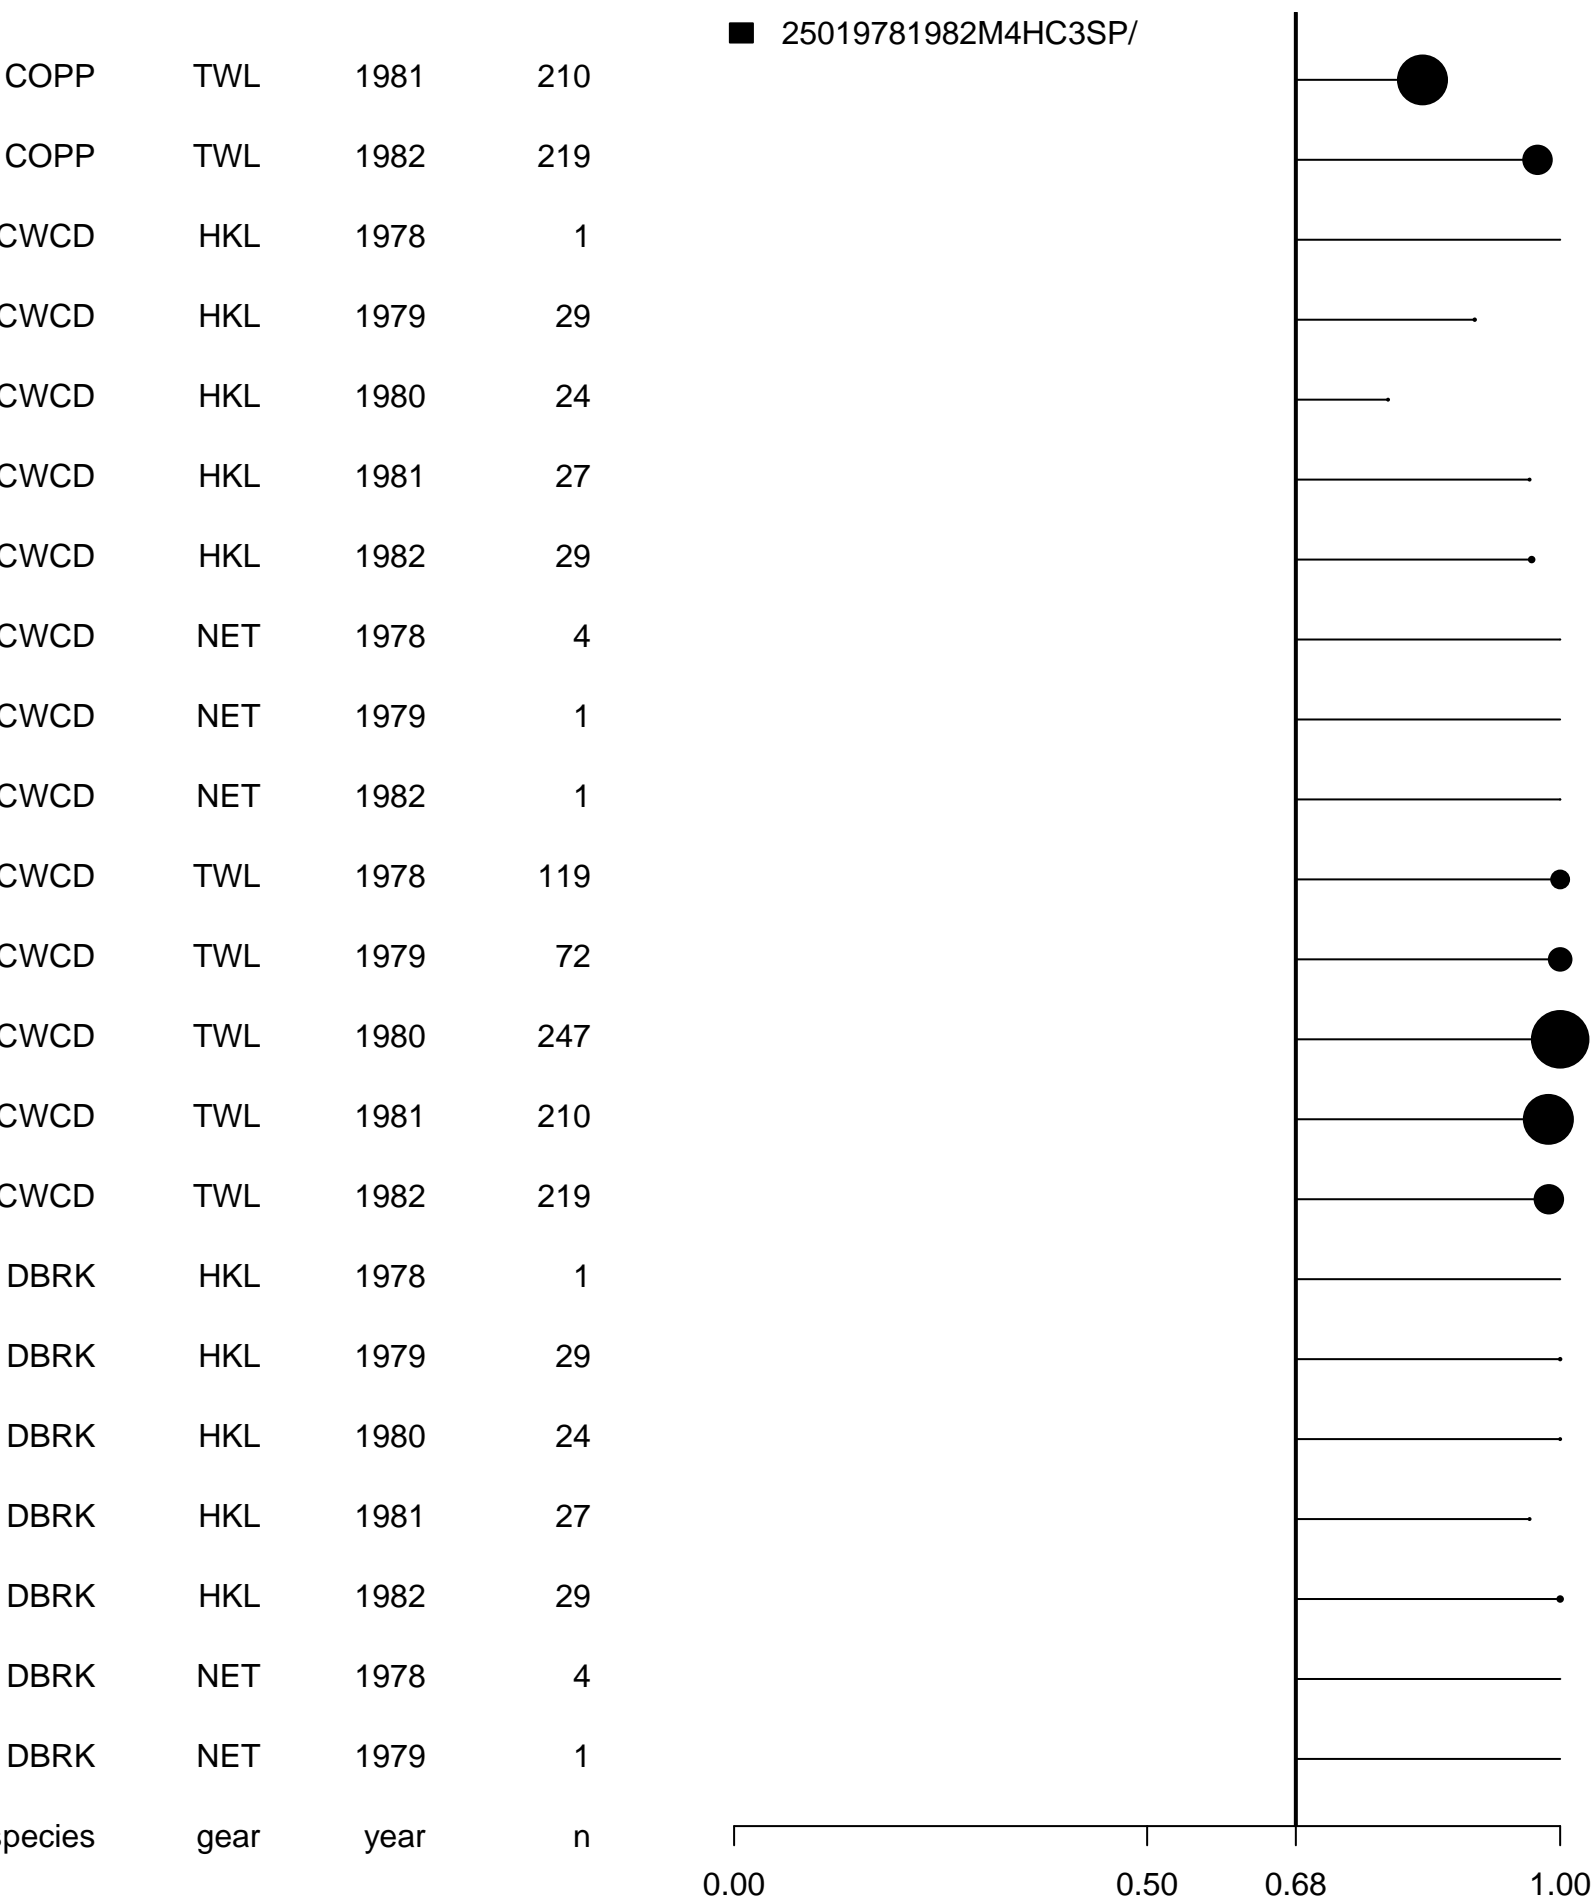 ■ 25019781982M4HC3SP/
COPP TWL 1981 210
COPP TWL 1982 219
CWCD HKL 1978 1
CWCD HKL 1979 29
CWCD HKL 1980 24
CWCD HKL 1981 27
CWCD HKL 1982 29
CWCD NET 1978 4
CWCD NET 1979 1
CWCD NET 1982 1
CWCD TWL 1978 119
CWCD TWL 1979 72
CWCD TWL 1980 247
CWCD TWL 1981 210
CWCD TWL 1982 219
DBRK HKL 1978 1
DBRK HKL 1979 29
DBRK HKL 1980 24
DBRK HKL 1981 27
DBRK HKL 1982 29
DBRK NET 1978 4
DBRK NET 1979 1
species gear year n
0.00 0.50 0.68 1.00